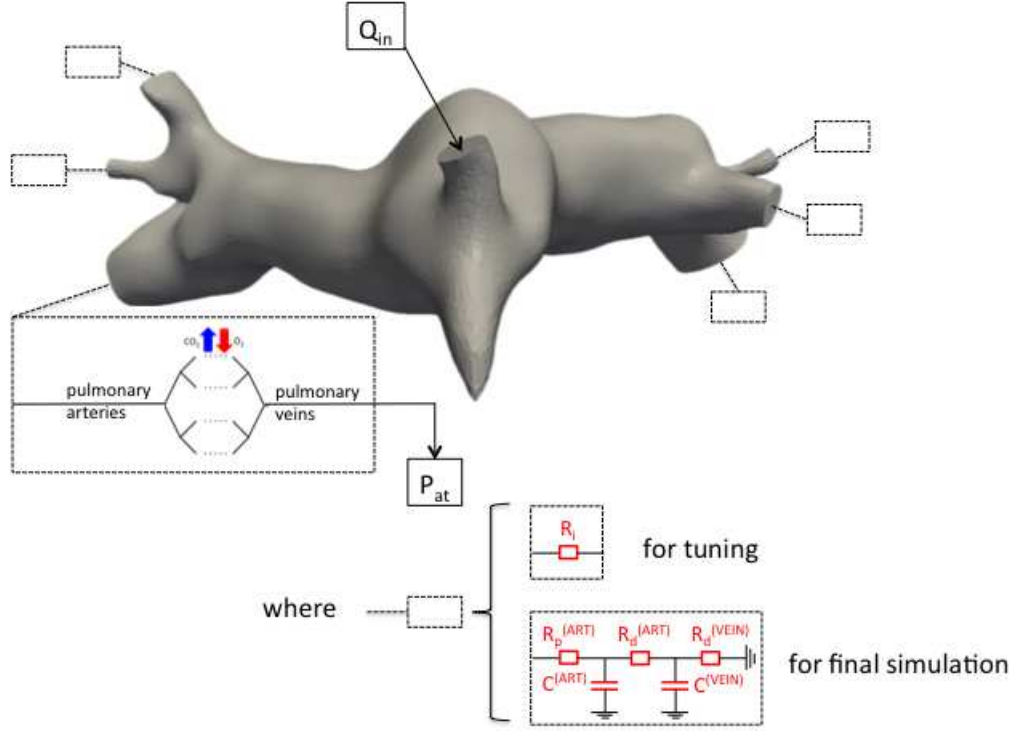 Q_in
CO₂ O₂
pulmonary arteries
pulmonary veins
P_at
R_i
for tuning
where
R_p^(ART) R_d^(ART) R_d^(VEIN)
C^(ART) C^(VEIN)
for final simulation